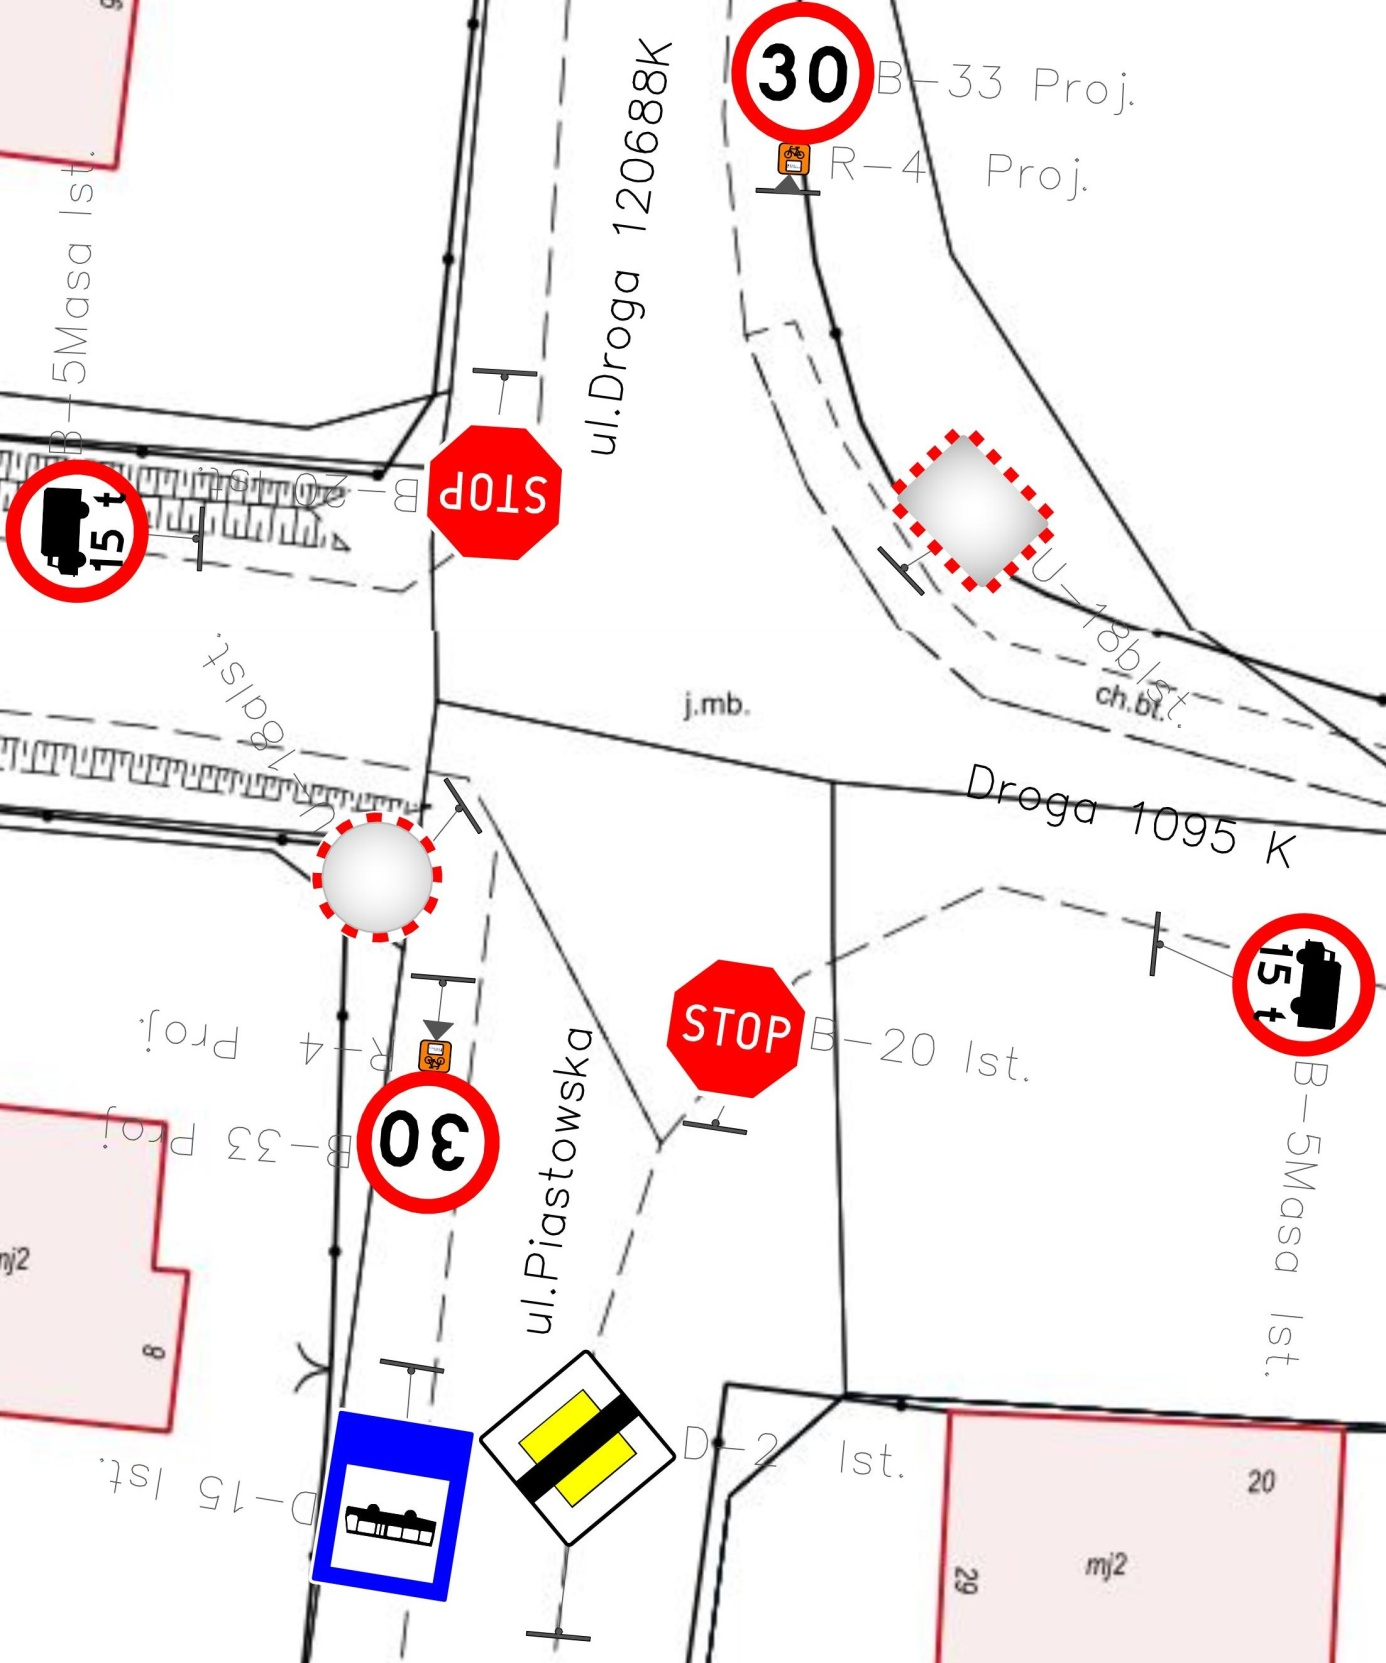 9
30
B-33 Proj.
R-4 Proj.
ul.Droga 120688K
B-5Masa Ist.
STOP
B-20 Ist.
15 t
U-18b/Ist.
ch.bt.
U-18a/Ist.
j.mb.
Droga 1095 K
15 t
B-5Masa Ist.
STOP
B-20 Ist.
R-4 Proj.
30
B-33 Proj
ul.Piastowska
mj2
8
D-15 Ist.
D-2 Ist.
20
mj2
29